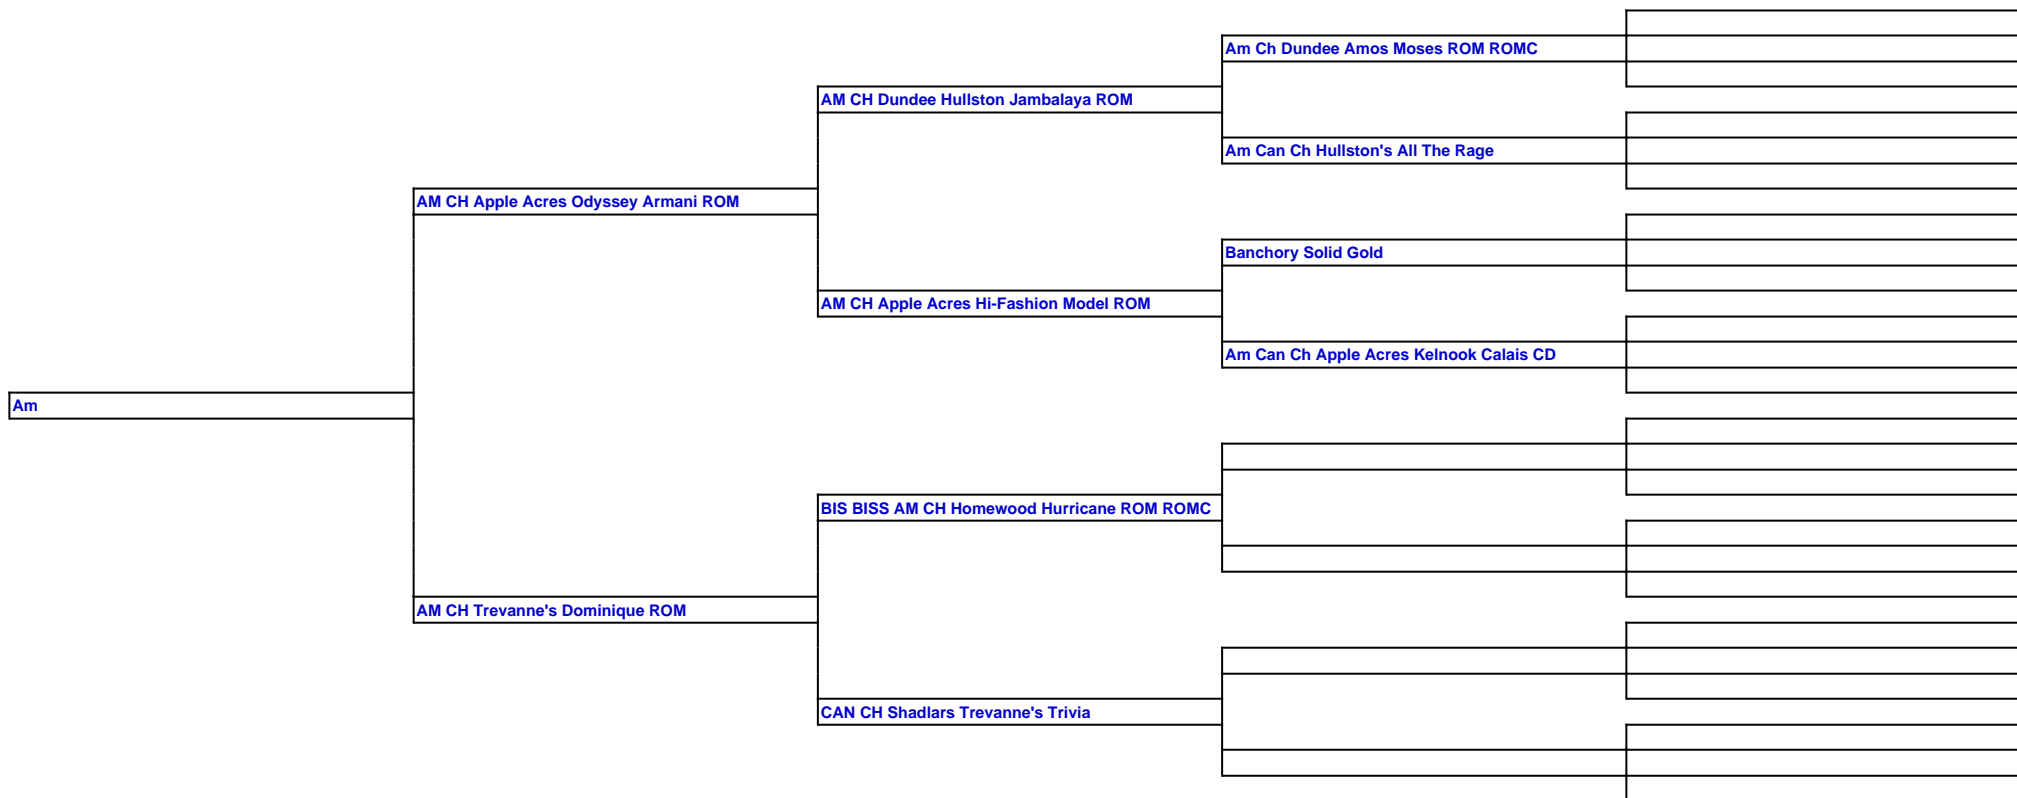 Am Ch Dundee Amos Moses ROM ROMC
AM CH Dundee Hullston Jambalaya ROM
Am Can Ch Hullston's All The Rage
AM CH Apple Acres Odyssey Armani ROM
Banchory Solid Gold
AM CH Apple Acres Hi-Fashion Model ROM
Am Can Ch Apple Acres Kelnook Calais CD
Am
BIS BISS AM CH Homewood Hurricane ROM ROMC
AM CH Trevanne's Dominique ROM
CAN CH Shadlars Trevanne's Trivia